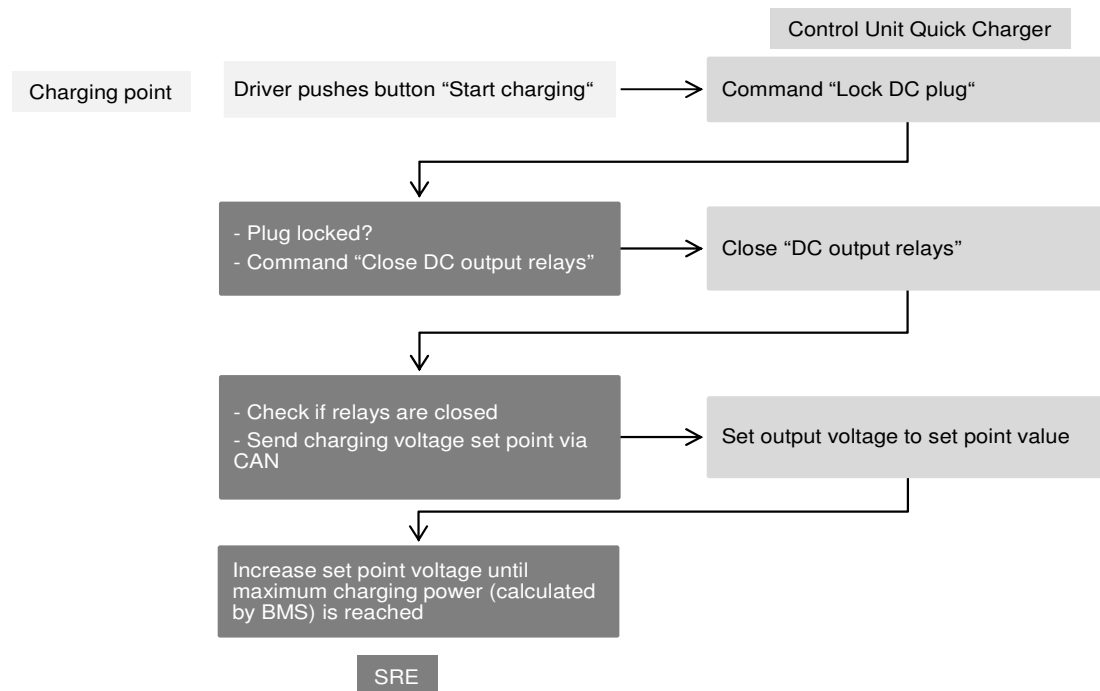 Control Unit Quick Charger
Charging point
Driver pushes button “Start charging“
Command “Lock DC plug“
- Plug locked?
- Command “Close DC output relays”
Close “DC output relays”
- Check if relays are closed
- Send charging voltage set point via
CAN
Set output voltage to set point value
Increase set point voltage until
maximum charging power (calculated
by BMS) is reached
SRE